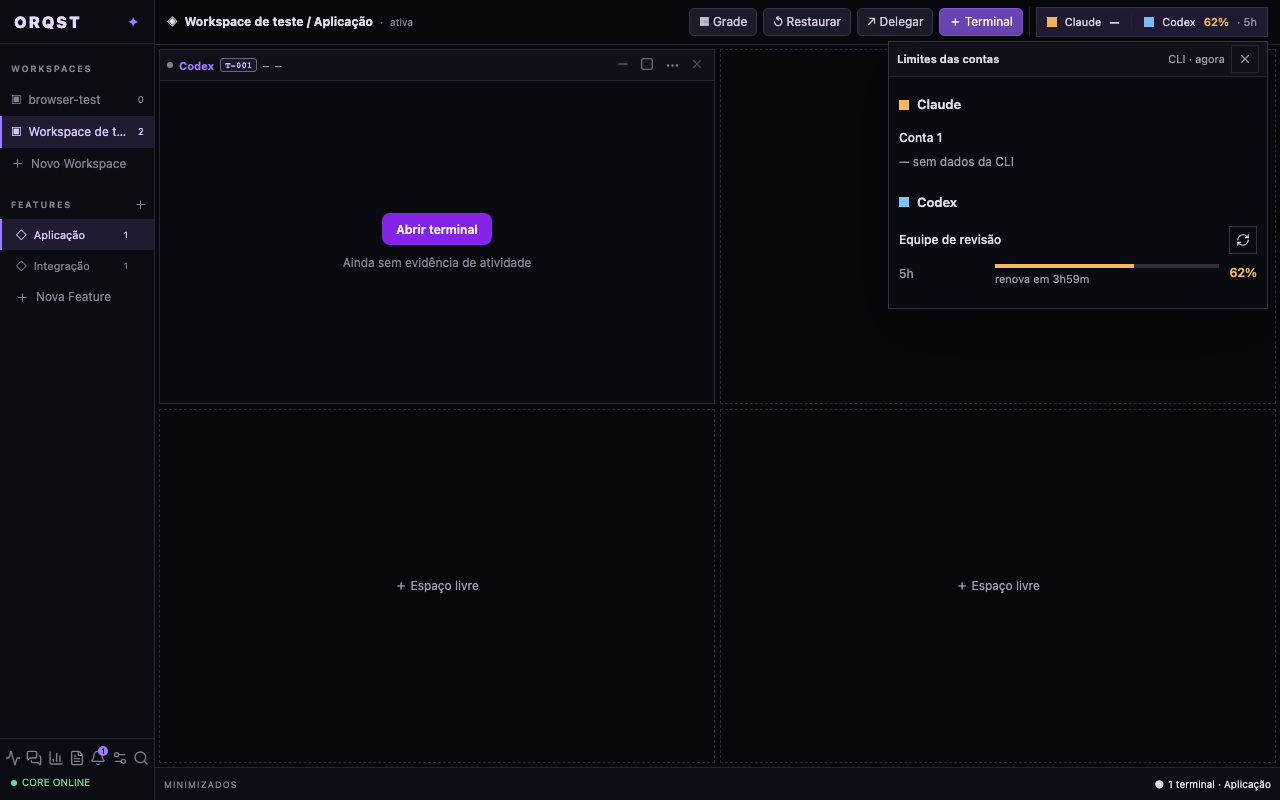 ORQST
Workspace de teste / Aplicação · ativa
Grade
Restaurar
Delegar
+ Terminal
Claude —
Codex 62% · 5h
WORKSPACES
browser-test 0
Workspace de t... 2
+ Novo Workspace
FEATURES +
Aplicação 1
Integração 1
+ Nova Feature
Codex T-001 — —
Abrir terminal
Ainda sem evidência de atividade
Limites das contas CLI · agora
Claude
Conta 1
— sem dados da CLI
Codex
Equipe de revisão
5h 62%
renova em 3h59m
+ Espaço livre
+ Espaço livre
1
CORE ONLINE
MINIMIZADOS
1 terminal · Aplicação